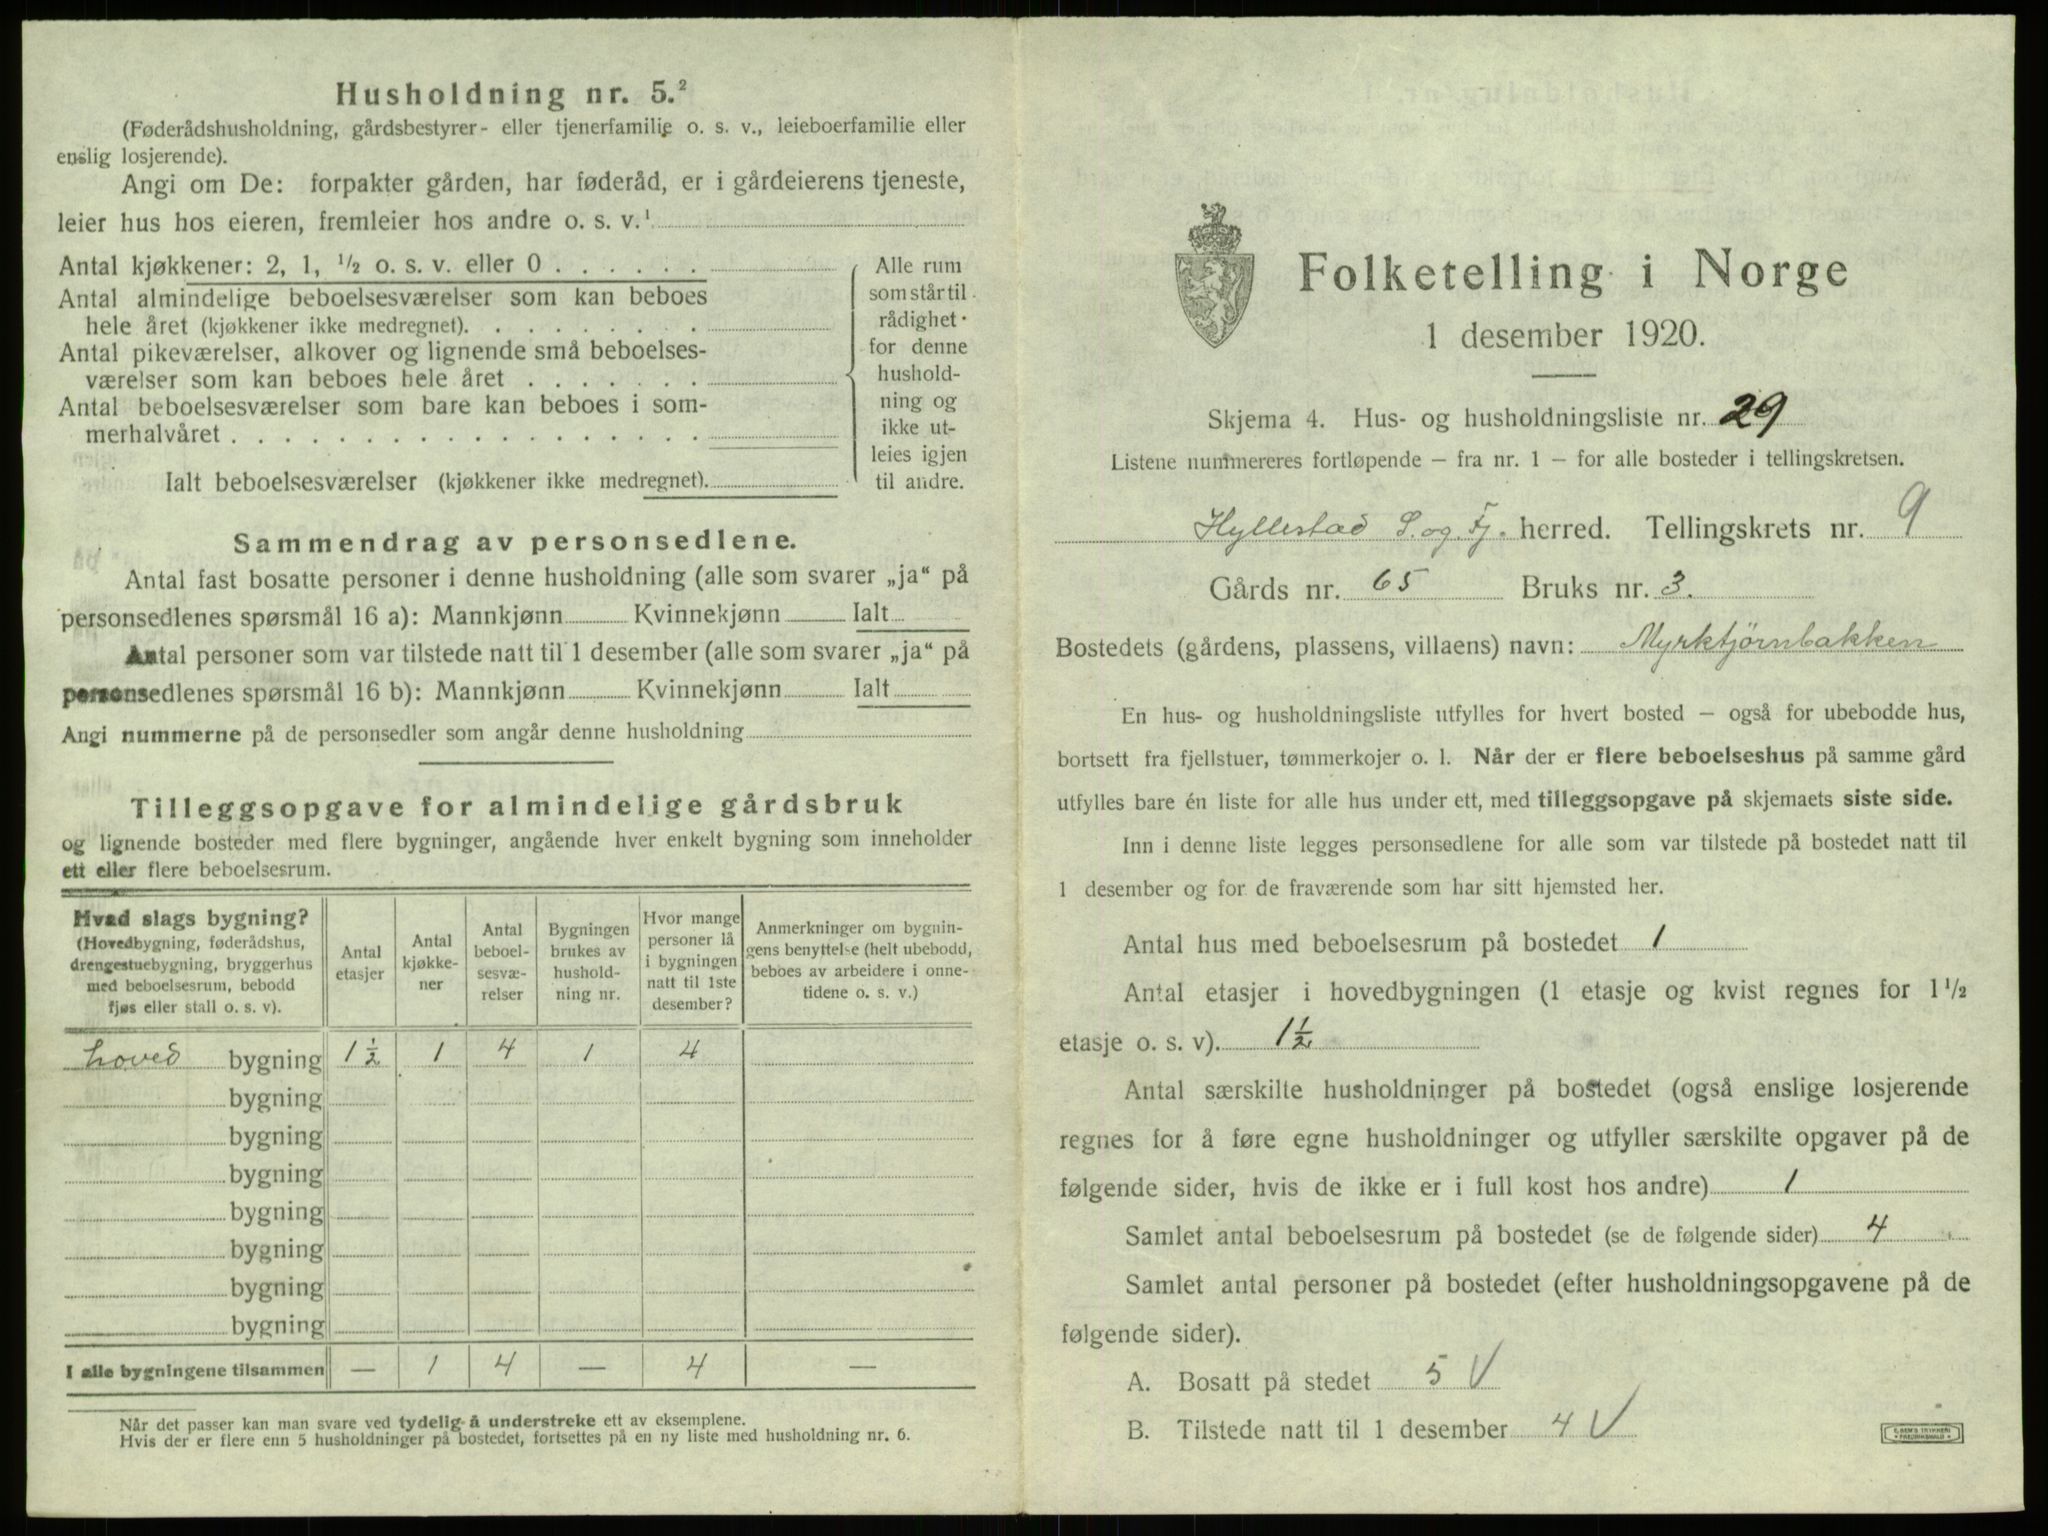 Husholdning nr. 5.²
(Føderådshusholdning, gårdsbestyrer- eller tjenerfamilie o. s. v., leieboerfamilie eller
enslig losjerende).
Angi om De: forpakter gården, har føderåd, er i gårdeierens tjeneste,
leier hus hos eieren, fremleier hos andre o. s. v.¹
Antal kjøkkener: 2, 1, ½ o. s. v. eller 0 . . . . . .
Antal almindelige beboelsesværelser som kan beboes
hele året (kjøkkener ikke medregnet). . . . . . . . .
Antal pikeværelser, alkover og lignende små beboelses-
værelser som kan beboes hele året . . . . . . .
Antal beboelsesværelser som bare kan beboes i som-
merhalvåret . . . . . . . . . . . . . . . . . .
Ialt beboelsesværelser (kjøkkener ikke medregnet).
Alle rum
som står til
rådighet
for denne
hushold-
ning og
ikke ut-
leies igjen
til andre.
Sammendrag av personsedlene.
Antal fast bosatte personer i denne husholdning (alle som svarer „ja“ på
personsedlenes spørsmål 16 a): Mannkjønn Kvinnekjønn Ialt
Antal personer som var tilstede natt til 1 desember (alle som svarer „ja“ på
personsedlenes spørsmål 16 b): Mannkjønn Kvinnekjønn Ialt
Angi nummerne på de personsedler som angår denne husholdning
Tilleggsopgave for almindelige gårdsbruk
og lignende bosteder med flere bygninger, angående hver enkelt bygning som inneholder
ett eller flere beboelsesrum.
Hvad slags bygning?
(Hovedbygning, føderådshus,
drengestuebygning, bryggerhus
med beboelsesrum, bebodd
fjøs eller stall o. s. v).
Antal
etasjer
Antal
kjøkke-
ner
Antal
beboel-
sesvæ-
relser
Bygningen
brukes av
hushold-
ning nr.
Hvor mange
personer lå
i bygningen
natt til 1ste
desember?
Anmerkninger om bygnin-
gens benyttelse (helt ubebodd,
beboes av arbeidere i onne-
tidene o. s. v.)
hoved bygning 1 ½ 1 4 1 4
bygning
bygning
bygning
bygning
bygning
bygning
bygning
I alle bygningene tilsammen — 1 4 — 4 —
Når det passer kan man svare ved tydelig å understreke ett av eksemplene.
Hvis der er flere enn 5 husholdninger på bostedet, fortsettes på en ny liste med husholdning nr. 6.
Folketelling i Norge
1 desember 1920.
Skjema 4. Hus- og husholdningsliste nr. 29
Listene nummereres fortløpende — fra nr. 1 — for alle bosteder i tellingskretsen.
Hyllestad S. og Fj. herred. Tellingskrets nr. 9
Gårds nr. 65 Bruks nr. 3.
Bostedets (gårdens, plassens, villaens) navn: Myrktjörnbakken
En hus- og husholdningsliste utfylles for hvert bosted — også for ubebodde hus,
bortsett fra fjellstuer, tømmerkojer o. l. Når der er flere beboelseshus på samme gård
utfylles bare én liste for alle hus under ett, med tilleggsopgave på skjemaets siste side.
Inn i denne liste legges personsedlene for alle som var tilstede på bostedet natt til
1 desember og for de fraværende som har sitt hjemsted her.
Antal hus med beboelsesrum på bostedet 1
Antal etasjer i hovedbygningen (1 etasje og kvist regnes for 1 ½
etasje o. s. v). 1½
Antal særskilte husholdninger på bostedet (også enslige losjerende
regnes for å føre egne husholdninger og utfyller særskilte opgaver på de
følgende sider, hvis de ikke er i full kost hos andre) 1
Samlet antal beboelsesrum på bostedet (se de følgende sider) 4
Samlet antal personer på bostedet (efter husholdningsopgavene på de
følgende sider).
A. Bosatt på stedet 5 V
B. Tilstede natt til 1 desember 4 V